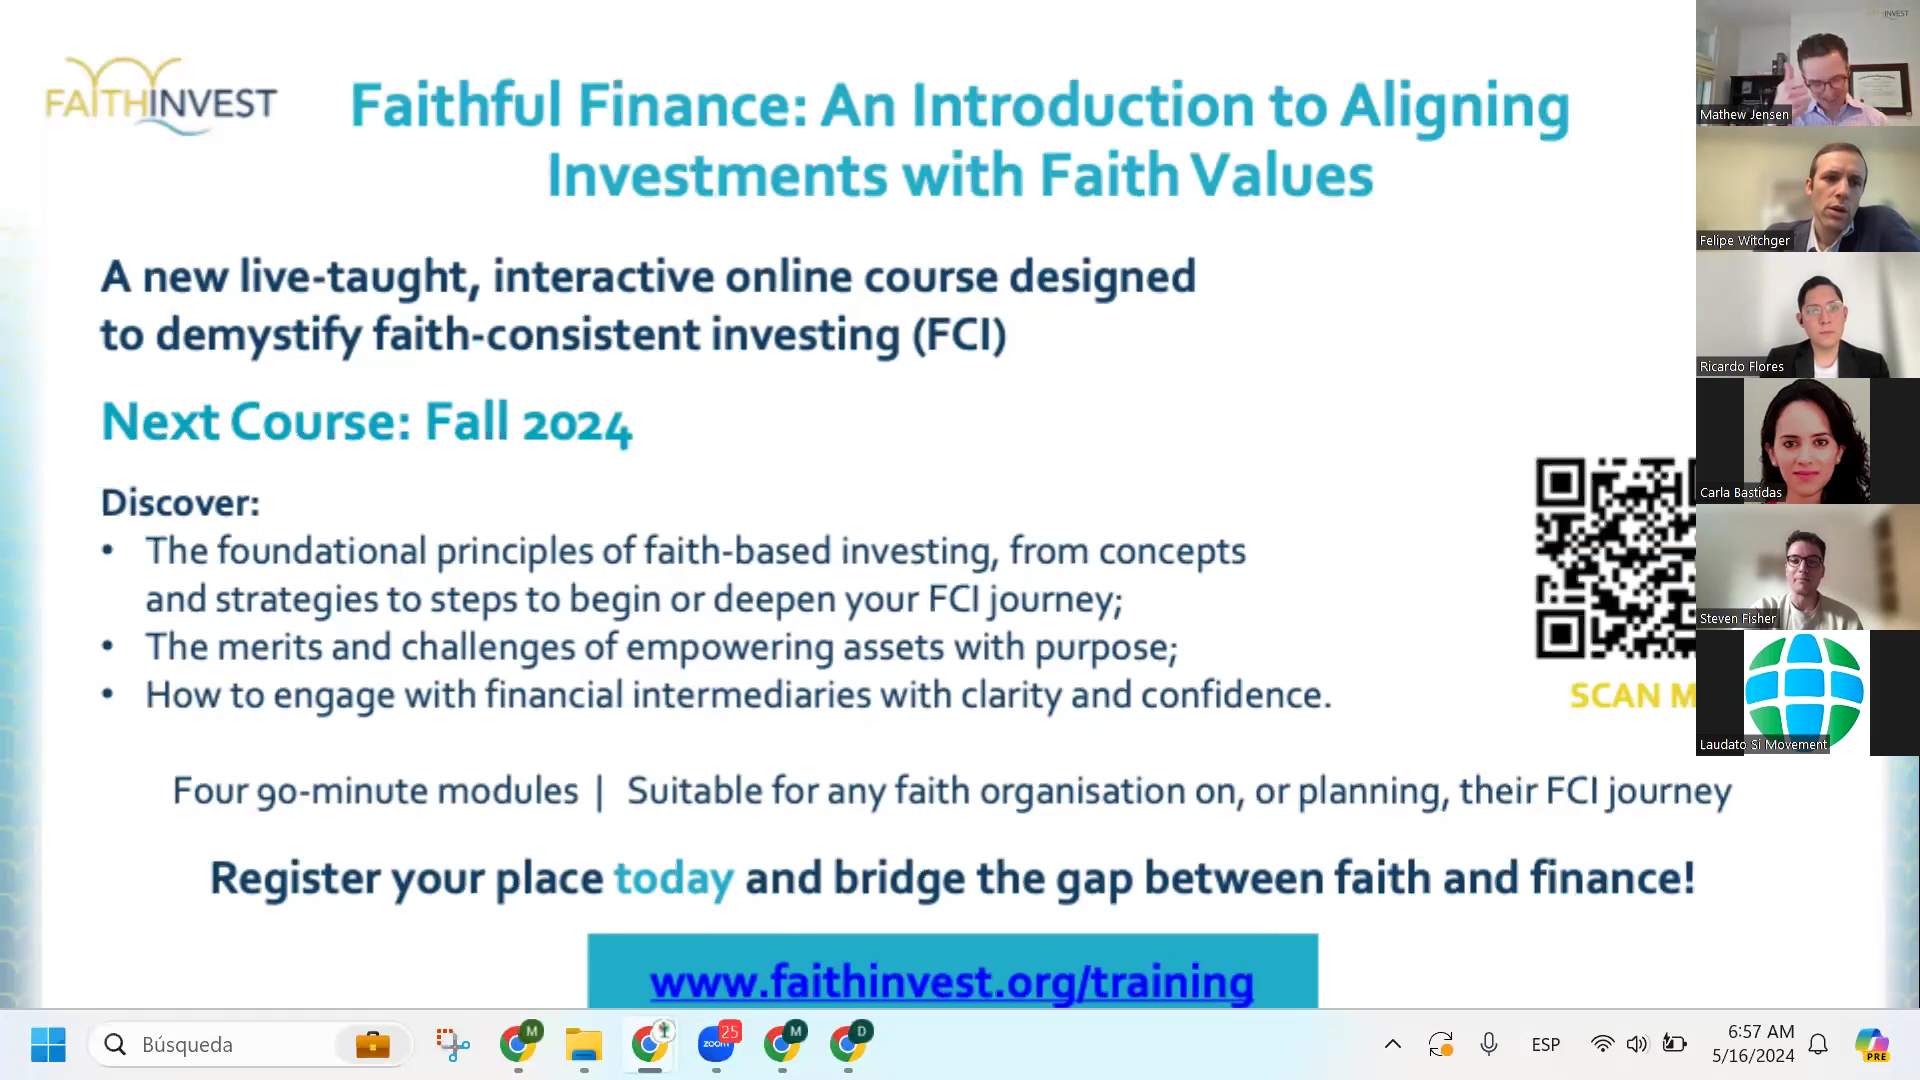 FAITHINVEST
Faithful Finance: An Introduction to Aligning
Investments with Faith Values
A new live-taught, interactive online course designed
to demystify faith-consistent investing (FCI)
Next Course: Fall 2024
Discover:
• The foundational principles of faith-based investing, from concepts
and strategies to steps to begin or deepen your FCI journey;
• The merits and challenges of empowering assets with purpose;
• How to engage with financial intermediaries with clarity and confidence.
SCAN M
Four 90-minute modules | Suitable for any faith organisation on, or planning, their FCI journey
Register your place today and bridge the gap between faith and finance!
www.faithinvest.org/training
Mathew Jensen
Felipe Witchger
Ricardo Flores
Carla Bastidas
Steven Fisher
Laudato Si Movement
Búsqueda
M
zoom
25
M
D
ESP
6:57 AM
5/16/2024
PRE